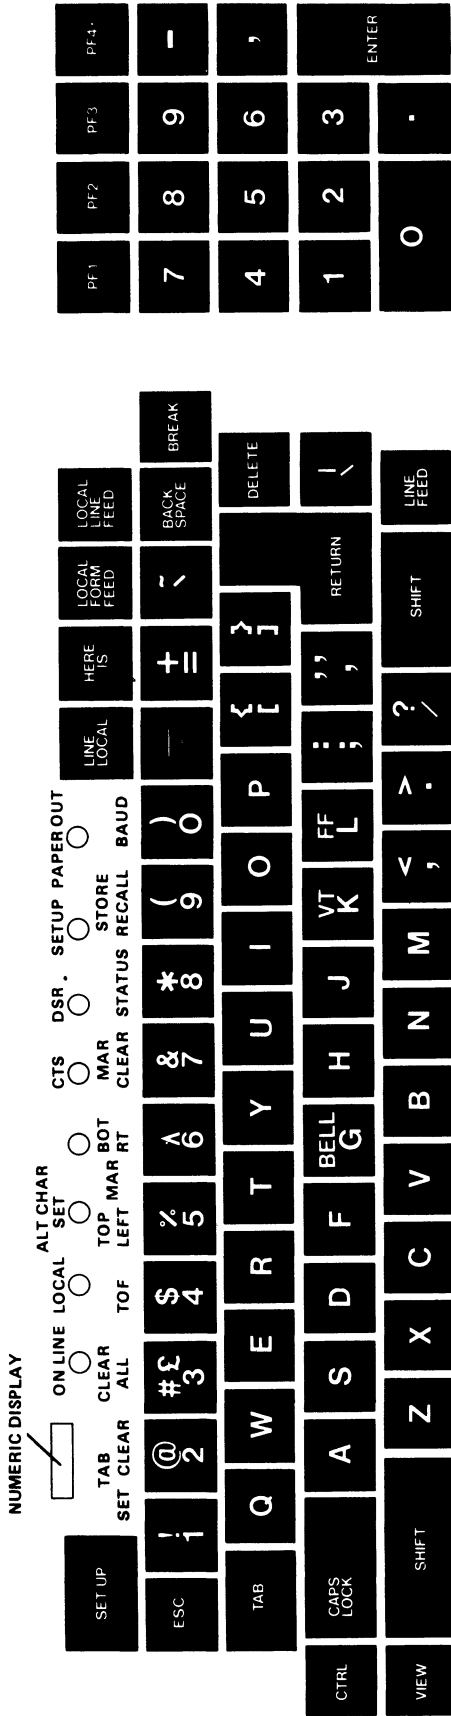 NUMERIC DISPLAY
ON LINE LOCAL ALT CHAR SET CTS DSR. SETUP PAPER OUT
SET UP LINE LOCAL HERE IS LOCAL FORM FEED LOCAL LINE FEED
TAB SET CLEAR CLEAR ALL TOF TOP LEFT MAR BOT RT MAR CLEAR STATUS STORE RECALL BAUD
ESC ! 1 @ 2 # £ 3 $ 4 % 5 ^ 6 & 7 * 8 ( 9 ) 0 — + = ~ BACK SPACE BREAK
TAB Q W E R T Y U I O P { [ } ] DELETE
CTRL CAPS LOCK A S D F BELL G H J VT K FF L : ; " ' RETURN | \
VIEW SHIFT Z X C V B N M < , > . ? / SHIFT LINE FEED
PF1 PF2 PF3 PF4.
7 8 9 -
4 5 6 ,
1 2 3 ENTER
0 .